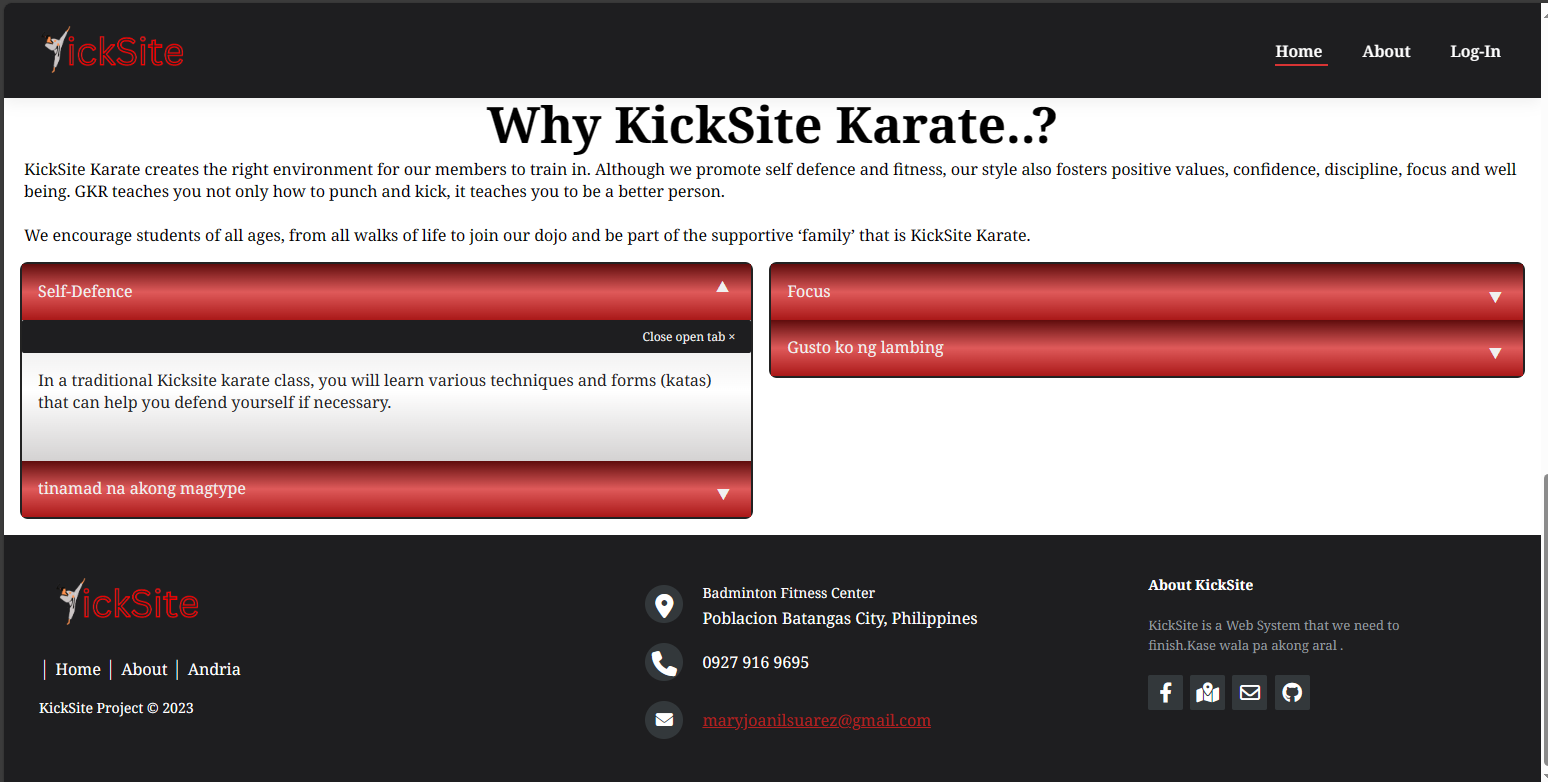 ickSite
Home
About
Log-In
Why KickSite Karate..?
KickSite Karate creates the right environment for our members to train in. Although we promote self defence and fitness, our style also fosters positive values, confidence, discipline, focus and well
being. GKR teaches you not only how to punch and kick, it teaches you to be a better person.
We encourage students of all ages, from all walks of life to join our dojo and be part of the supportive ‘family’ that is KickSite Karate.
Self-Defence ▲
Close open tab ×
In a traditional Kicksite karate class, you will learn various techniques and forms (katas)
that can help you defend yourself if necessary.
tinamad na akong magtype ▼
Focus ▼
Gusto ko ng lambing ▼
ickSite
| Home | About | Andria
KickSite Project © 2023
Badminton Fitness Center
Poblacion Batangas City, Philippines
0927 916 9695
maryjoanilsuarez@gmail.com
About KickSite
KickSite is a Web System that we need to
finish.Kase wala pa akong aral .